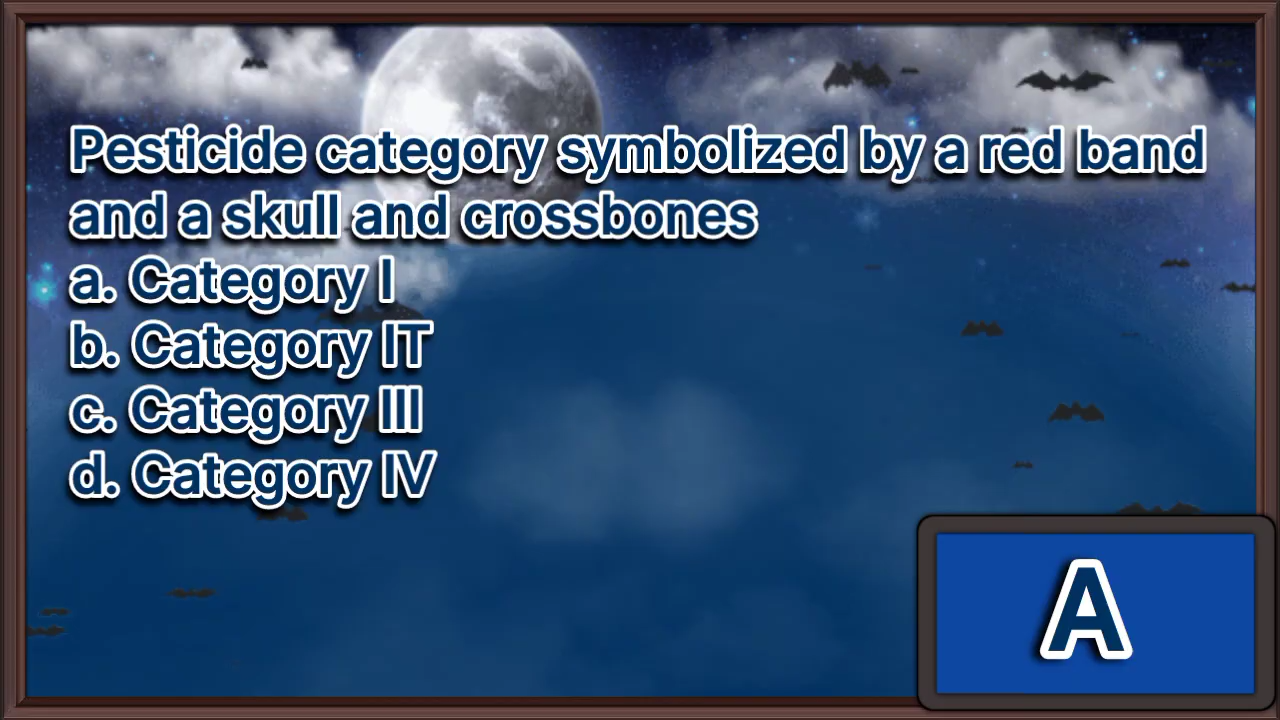 Pesticide category symbolized by a red band
and a skull and crossbones
a. Category I
b. Category IT
c. Category III
d. Category IV
A